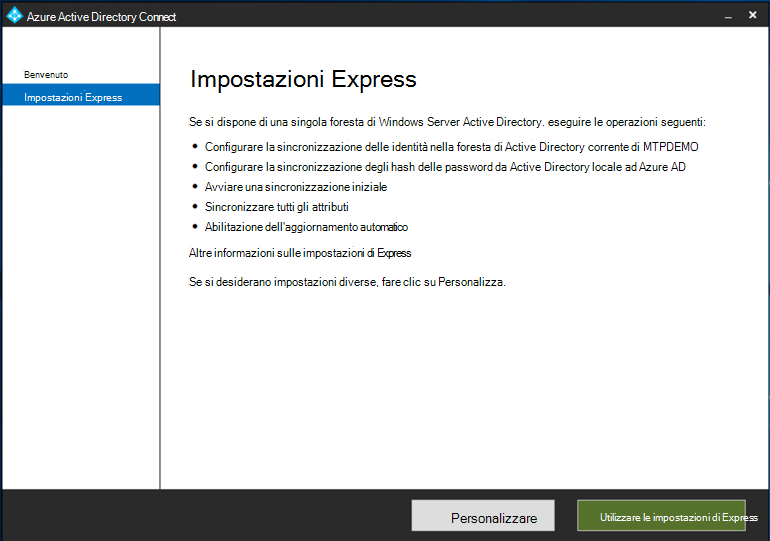 Azure Active Directory Connect
Benvenuto
Impostazioni Express
Impostazioni Express
Se si dispone di una singola foresta di Windows Server Active Directory. eseguire le operazioni seguenti:
• Configurare la sincronizzazione delle identità nella foresta di Active Directory corrente di MTPDEMO
• Configurare la sincronizzazione degli hash delle password da Active Directory locale ad Azure AD
• Avviare una sincronizzazione iniziale
• Sincronizzare tutti gli attributi
• Abilitazione dell'aggiornamento automatico
Altre informazioni sulle impostazioni di Express
Se si desiderano impostazioni diverse, fare clic su Personalizza.
Personalizzare
Utilizzare le impostazioni di Express